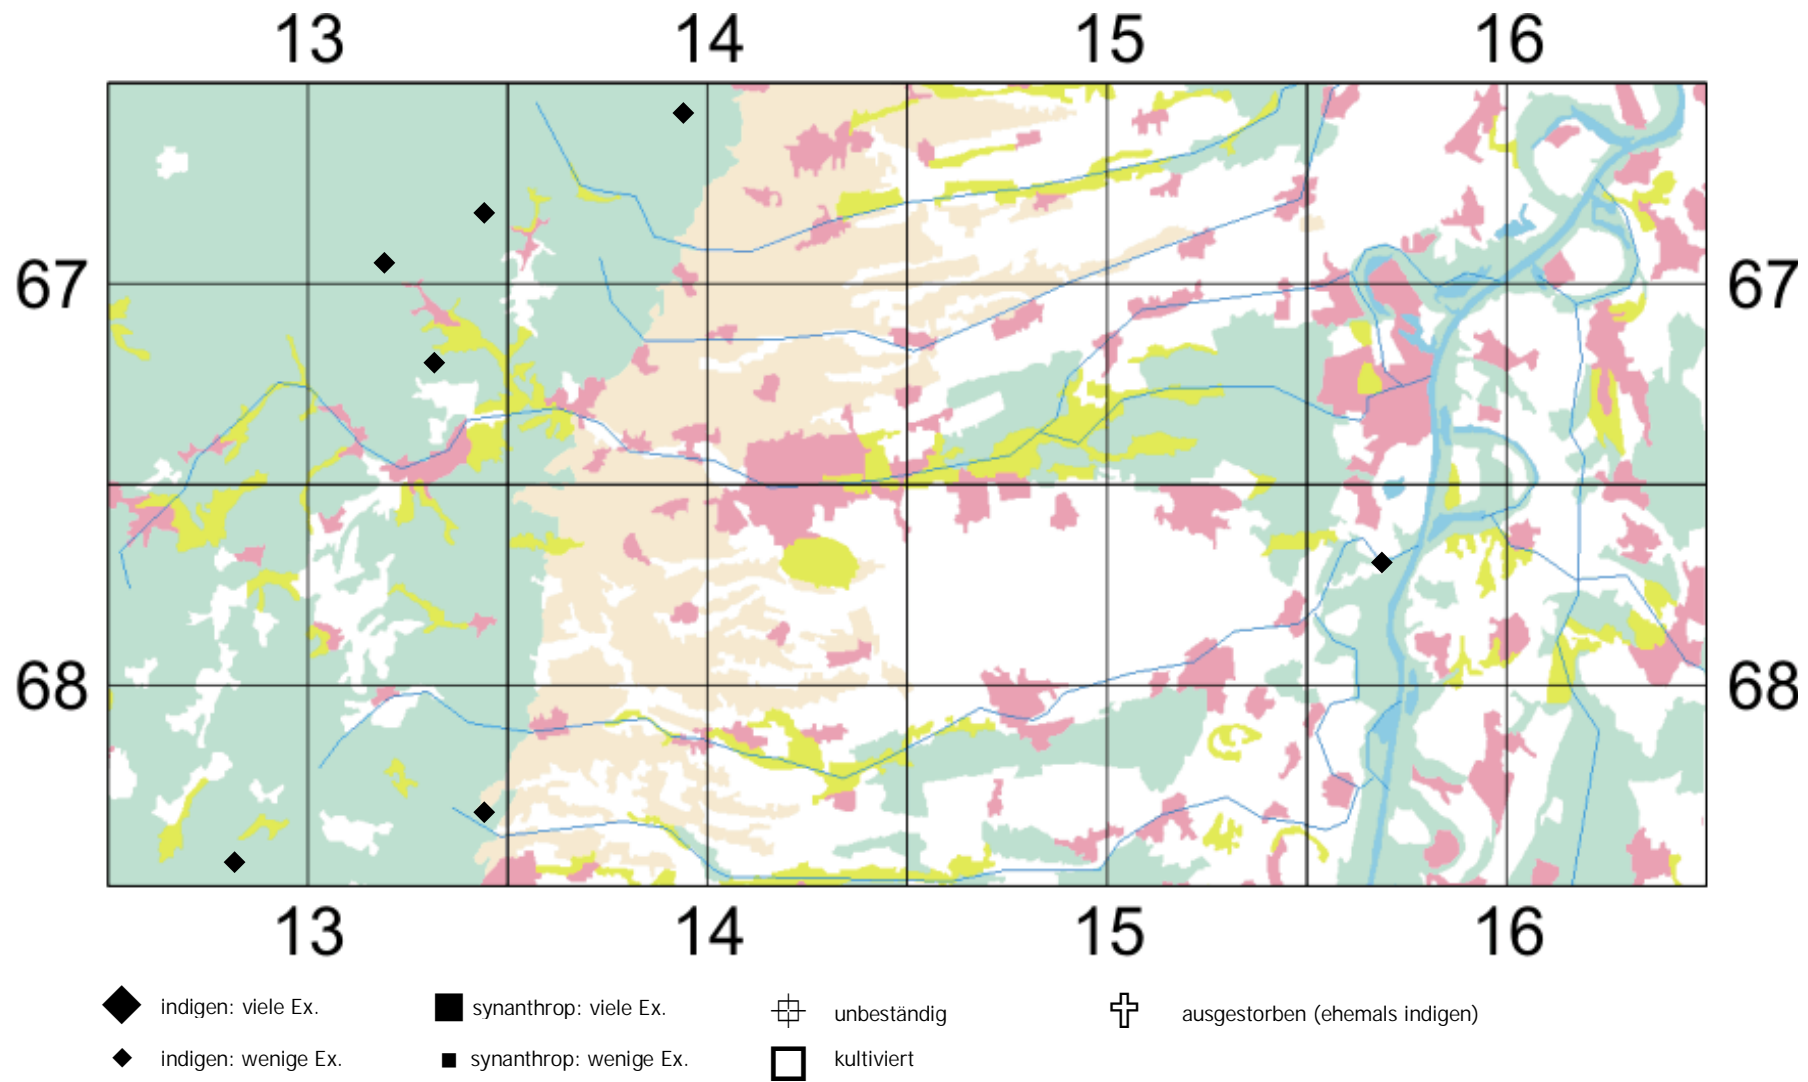 13 14 15 16
67 67
68 68
13 14 15 16
indigen: viele Ex. synanthrop: viele Ex. unbeständig ausgestorben (ehemals indigen)
indigen: wenige Ex. synanthrop: wenige Ex. kultiviert